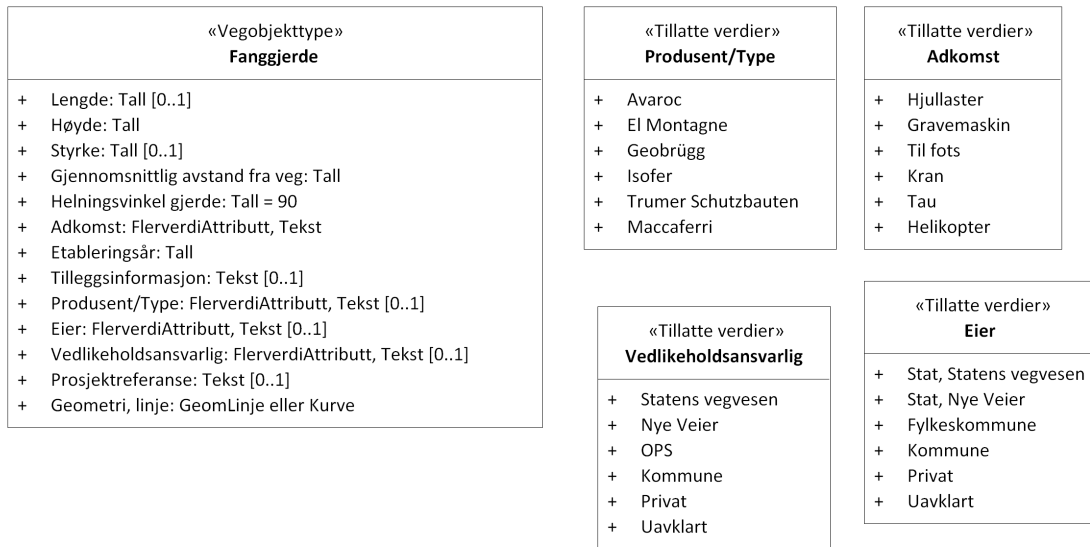 «Vegobjekttype»
Fanggjerde
+ Lengde: Tall [0..1]
+ Høyde: Tall
+ Styrke: Tall [0..1]
+ Gjennomsnittlig avstand fra veg: Tall
+ Helningsvinkel gjerde: Tall = 90
+ Adkomst: FlerverdiAttributt, Tekst
+ Etableringsår: Tall
+ Tilleggsinformasjon: Tekst [0..1]
+ Produsent/Type: FlerverdiAttributt, Tekst [0..1]
+ Eier: FlerverdiAttributt, Tekst [0..1]
+ Vedlikeholdsansvarlig: FlerverdiAttributt, Tekst [0..1]
+ Prosjektreferanse: Tekst [0..1]
+ Geometri, linje: GeomLinje eller Kurve
«Tillatte verdier»
Produsent/Type
+ Avaroc
+ El Montagne
+ Geobrügg
+ Isofer
+ Trumer Schutzbauten
+ Maccaferri
«Tillatte verdier»
Adkomst
+ Hjullaster
+ Gravemaskin
+ Til fots
+ Kran
+ Tau
+ Helikopter
«Tillatte verdier»
Vedlikeholdsansvarlig
+ Statens vegvesen
+ Nye Veier
+ OPS
+ Kommune
+ Privat
+ Uavklart
«Tillatte verdier»
Eier
+ Stat, Statens vegvesen
+ Stat, Nye Veier
+ Fylkeskommune
+ Kommune
+ Privat
+ Uavklart